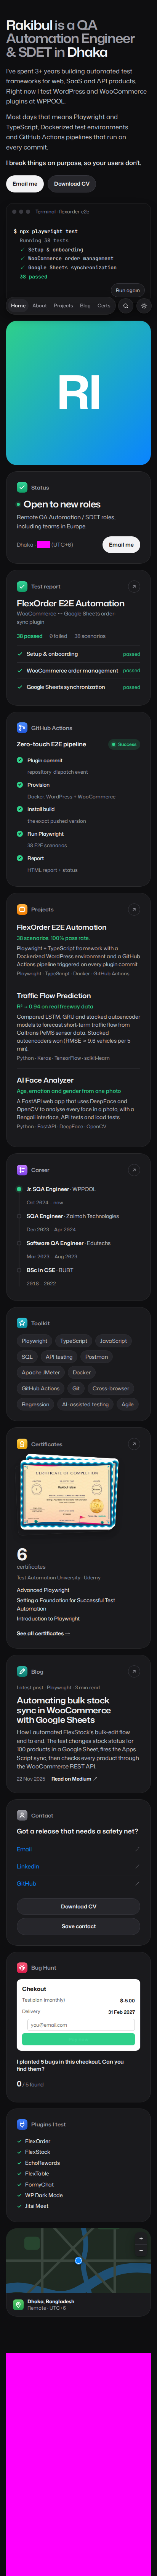 Rakibul is a QA
Automation Engineer
& SDET in Dhaka
I've spent 3+ years building automated test
frameworks for web, SaaS and API products.
Right now I test WordPress and WooCommerce
plugins at WPPOOL.
Most days that means Playwright and
TypeScript, Dockerized test environments
and GitHub Actions pipelines that run on
every commit.
I break things on purpose, so your users don't.
Email me
Download CV
Terminal · flexorder-e2e
$ npx playwright test
Running 38 tests
✓ Setup & onboarding
✓ WooCommerce order management
✓ Google Sheets synchronization
38 passed
Run again
Home About Projects Blog Certs
RI
Status
Open to new roles
Remote QA Automation / SDET roles,
including teams in Europe
Dhaka
(UTC+6)
Email me
Test report
FlexOrder E2E Automation
WooCommerce ↔ Google Sheets order-
sync plugin
38 passed 0 failed 38 scenarios
Setup & onboarding passed
WooCommerce order management passed
Google Sheets synchronization passed
GitHub Actions
Zero-touch E2E pipeline Success
Plugin commit
repository_dispatch event
Provision
Docker WordPress + WooCommerce
Install build
the exact pushed version
Run Playwright
38 E2E scenarios
Report
HTML report + status
Projects
FlexOrder E2E Automation
38 scenarios, 100% pass rate
Playwright + TypeScript framework with a
Dockerized WordPress environment and a GitHub
Actions pipeline triggered on every plugin commit.
Playwright · TypeScript · Docker · GitHub Actions
Traffic Flow Prediction
R² = 0.94 on real freeway data
Compared LSTM, GRU and stacked autoencoder
models to forecast short-term traffic flow from
Caltrans PeMS sensor data. Stacked
autoencoder won (RMSE ≈ 9.6 vehicles per 5
min).
Python · Keras · TensorFlow · scikit-learn
AI Face Analyzer
Age, emotion and gender from one photo
A FastAPI web app that uses DeepFace and
OpenCV to analyze every face in a photo, with a
Bangoli interface, API tests and load tests.
Python · FastAPI · DeepFace · OpenCV
Career
Jr. SQA Engineer · WPPOOL
Oct 2024 – now
SQA Engineer · Zaimah Technologies
Dec 2023 – Apr 2024
Software QA Engineer · Edutechs
Mar 2023 – Aug 2023
BSc in CSE · BUBT
2018 – 2022
Toolkit
Playwright TypeScript JavaScript
SQL API testing Postman
Apache JMeter Docker
GitHub Actions Git Cross-browser
Regression AI-assisted testing Agile
Certificates
CERTIFICATE OF COMPLETION
6
certificates
Test Automation University · Udemy
Advanced Playwright
Setting a Foundation for Successful Test
Automation
Introduction to Playwright
See all certificates →
Blog
Latest post · Playwright · 3 min read
Automating bulk stock
sync in WooCommerce
with Google Sheets
How I automated FlexStock's bulk-edit flow
end to end. The test changes stock status for
100 products in a Google Sheet, fires the Apps
Script sync, then checks every product through
the WooCommerce REST API.
22 Nov 2025 Read on Medium ↗
Contact
Got a release that needs a safety net?
Email ↗
LinkedIn ↗
GitHub ↗
Download CV
Save contact
Bug Hunt
Chekout
Test plan (monthly) $-5.00
Delivery 31 Feb 2027
you@email.com
I planted 5 bugs in this checkout. Can you
find them?
0 / 5 found
Plugins I test
FlexOrder
FlexStock
EchoRewards
FlexTable
FormyChat
WP Dark Mode
Jitsi Meet
+
−
Dhaka, Bangladesh
Remote · UTC+6